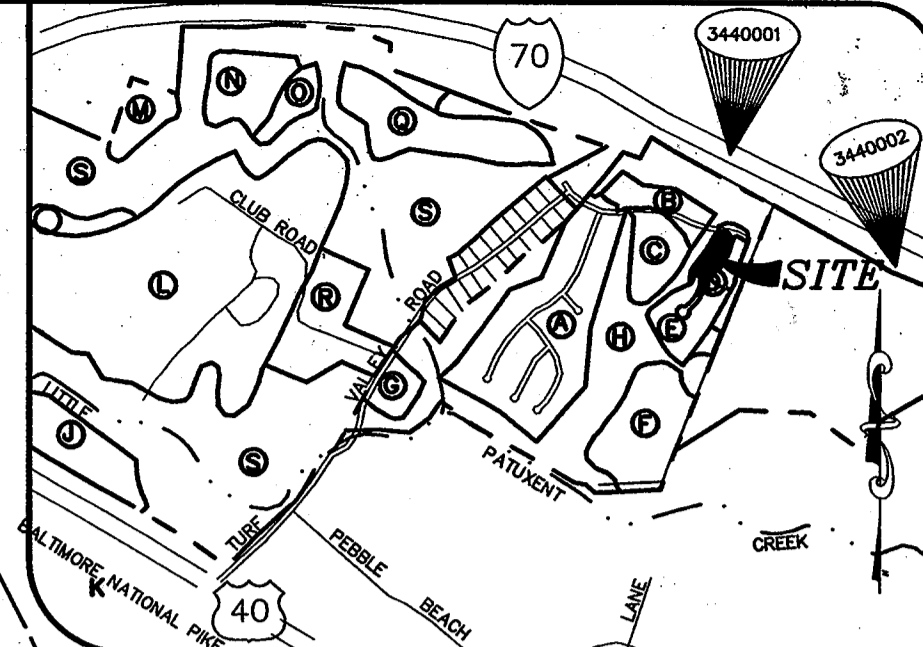 3440001
70
3440002
N
O
M
Q
S
B
CLUB ROAD
S
C
SITE
L
R
ROAD
A
H
E
VALLEY
G
LITTLE
F
J
S
PATUXENT
TURF
PEBBLE
CREEK
BALTIMORE NATIONAL PIKE
K
BEACH
LANE
40